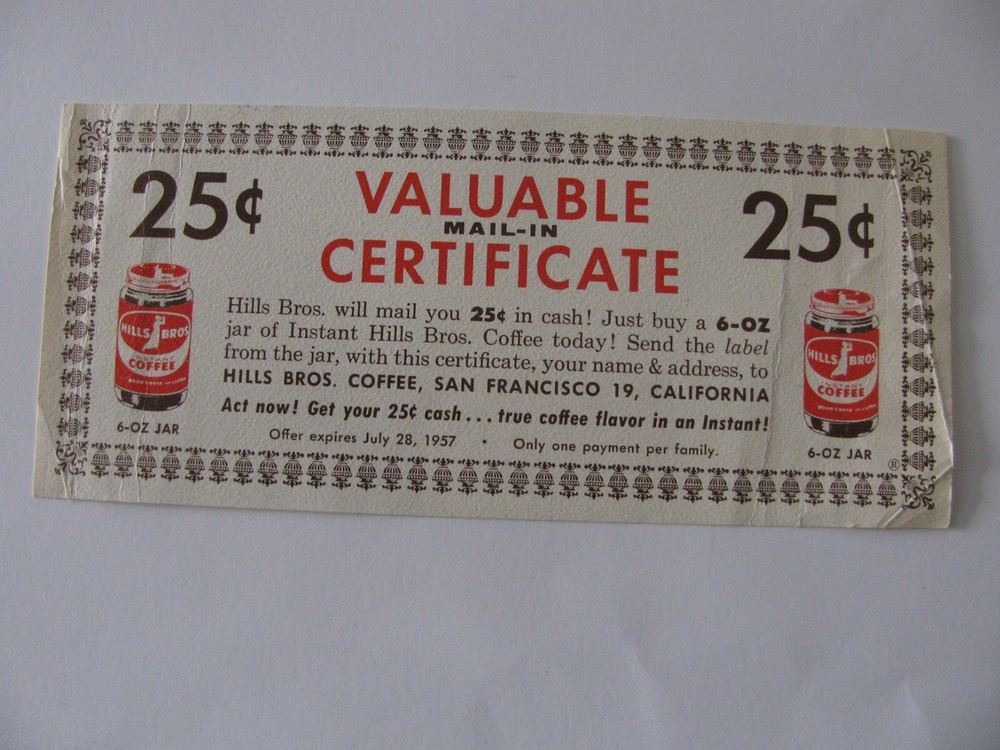 25¢
VALUABLE
MAIL-IN
CERTIFICATE
25¢
Hills Bros. will mail you 25¢ in cash! Just buy a 6-OZ
jar of Instant Hills Bros. Coffee today! Send the label
from the jar, with this certificate, your name & address, to
HILLS BROS. COFFEE, SAN FRANCISCO 19, CALIFORNIA
Act now! Get your 25¢ cash... true coffee flavor in an Instant!
Offer expires July 28, 1957 • Only one payment per family.
HILLS BROS
INSTANT
COFFEE
6-OZ JAR
HILLS BROS
INSTANT
COFFEE
6-OZ JAR
®